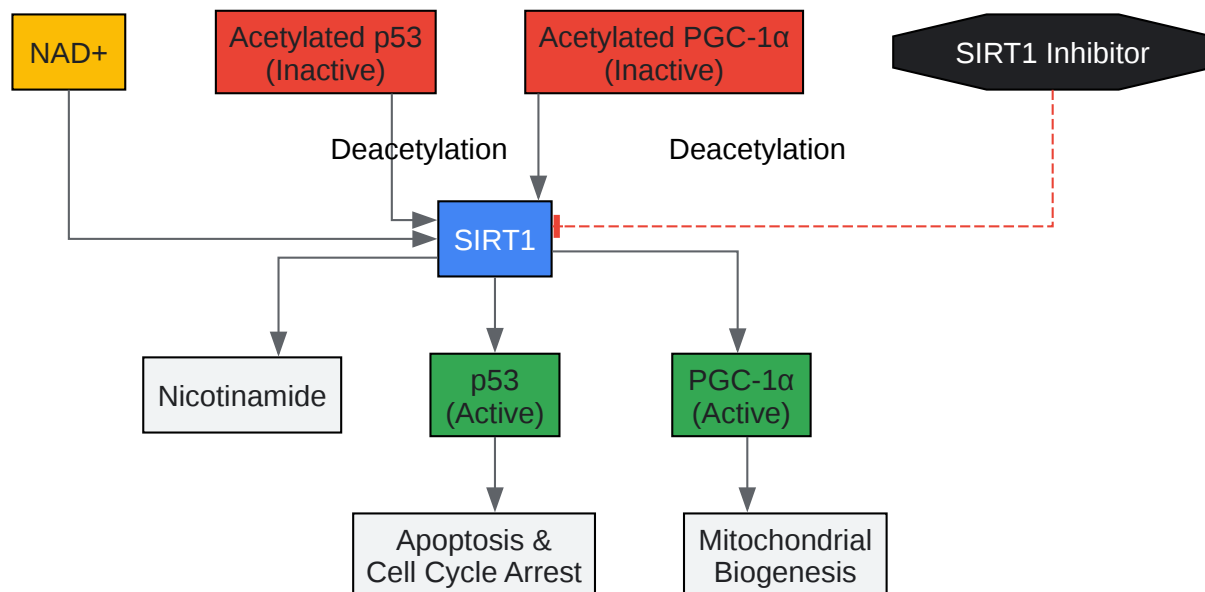 NAD+
Acetylated p53
(Inactive)
Acetylated PGC-1α
(Inactive)
SIRT1 Inhibitor
Deacetylation
Deacetylation
SIRT1
Nicotinamide
p53
(Active)
PGC-1α
(Active)
Apoptosis &
Cell Cycle Arrest
Mitochondrial
Biogenesis